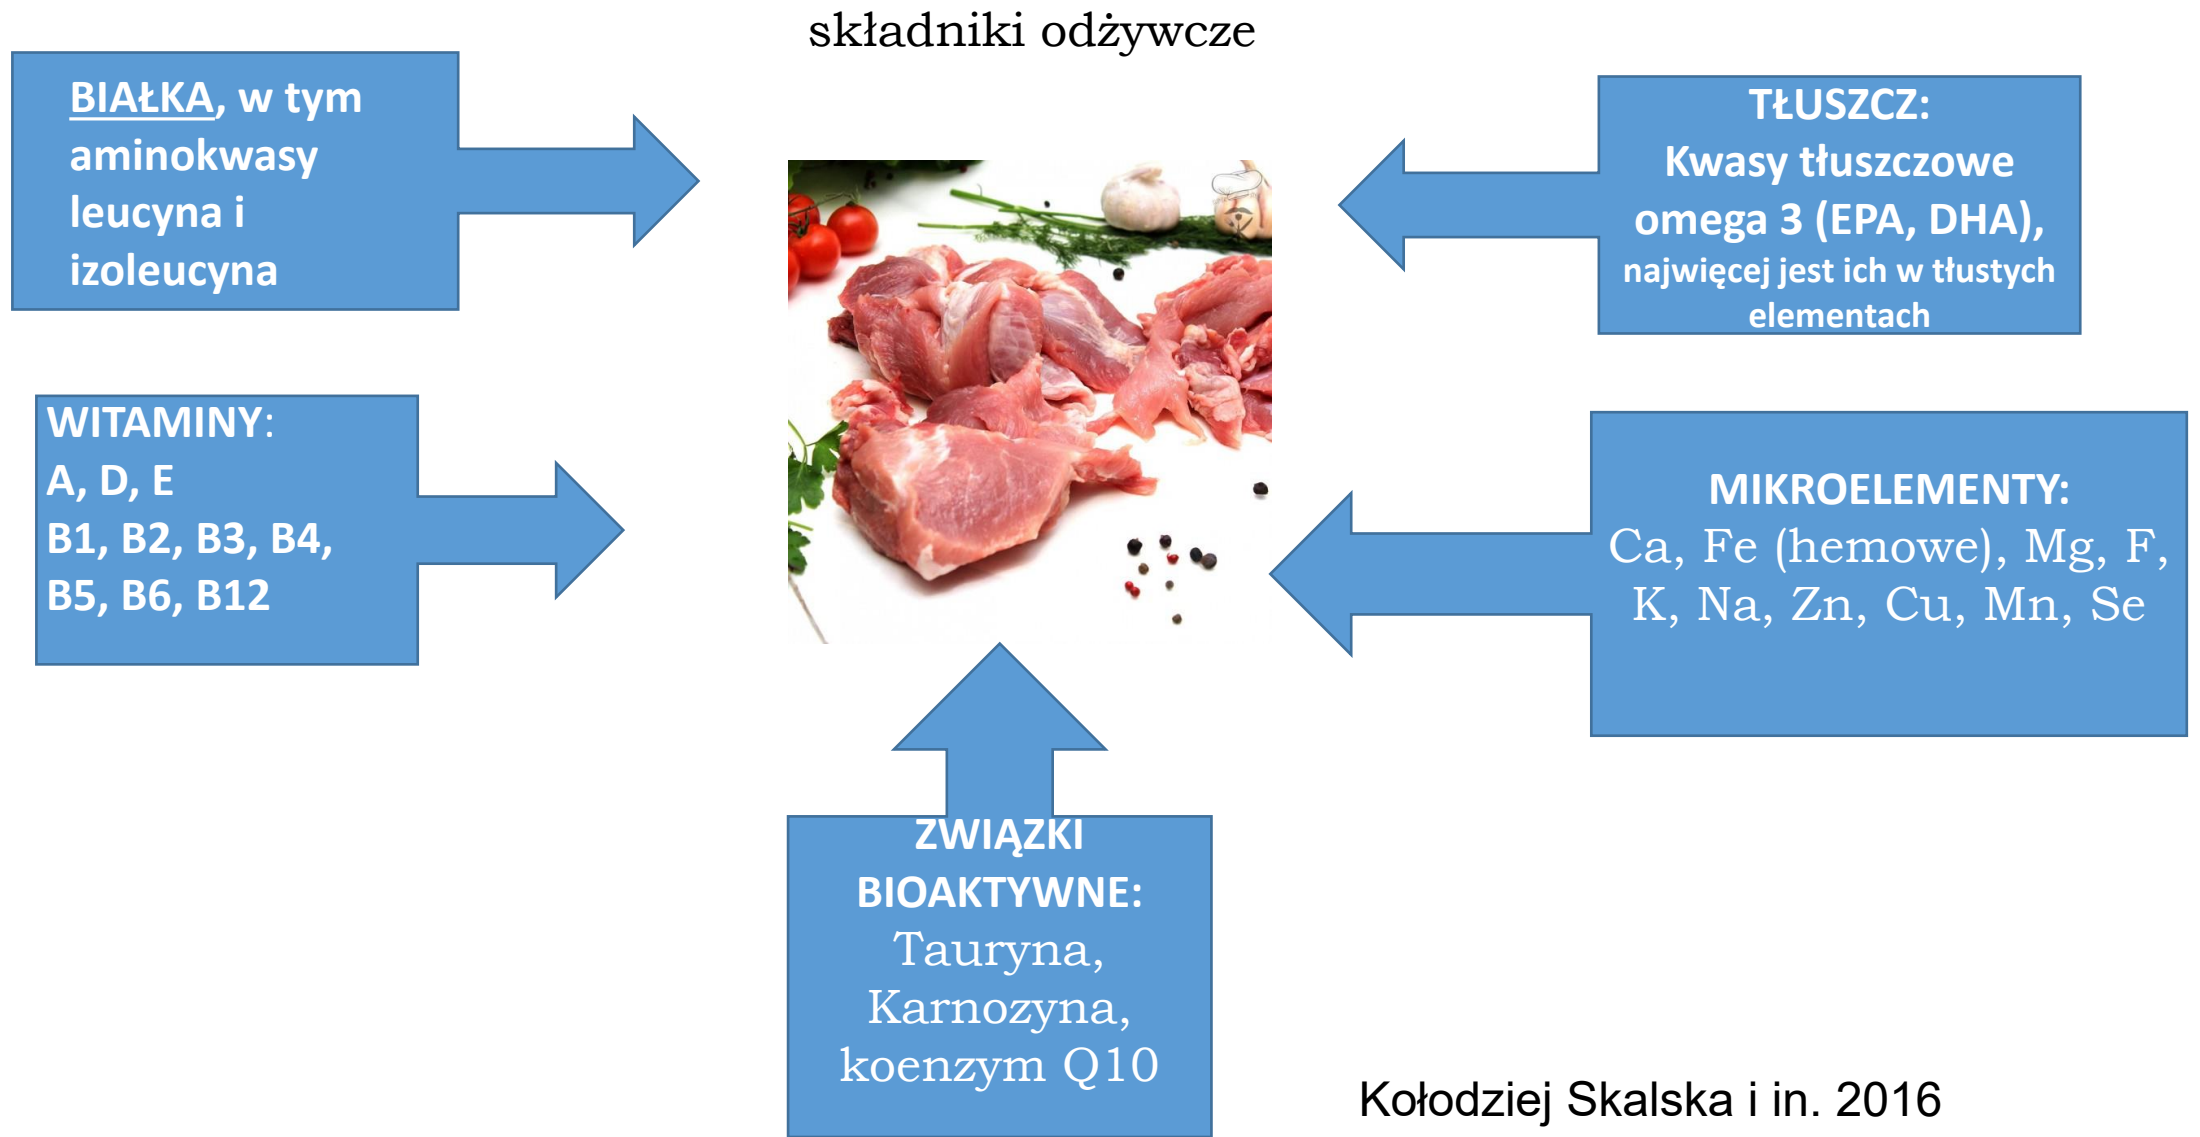 składniki odżywcze
BIAŁKA, w tym
aminokwasy
leucyna i
izoleucyna
TŁUSZCZ:
Kwasy tłuszczowe
omega 3 (EPA, DHA),
najwięcej jest ich w tłustych
elementach
WITAMINY:
A, D, E
B1, B2, B3, B4,
B5, B6, B12
MIKROELEMENTY:
Ca, Fe (hemowe), Mg, F,
K, Na, Zn, Cu, Mn, Se
ZWIĄZKI
BIOAKTYWNE:
Tauryna,
Karnozyna,
koenzym Q10
Kołodziej Skalska i in. 2016